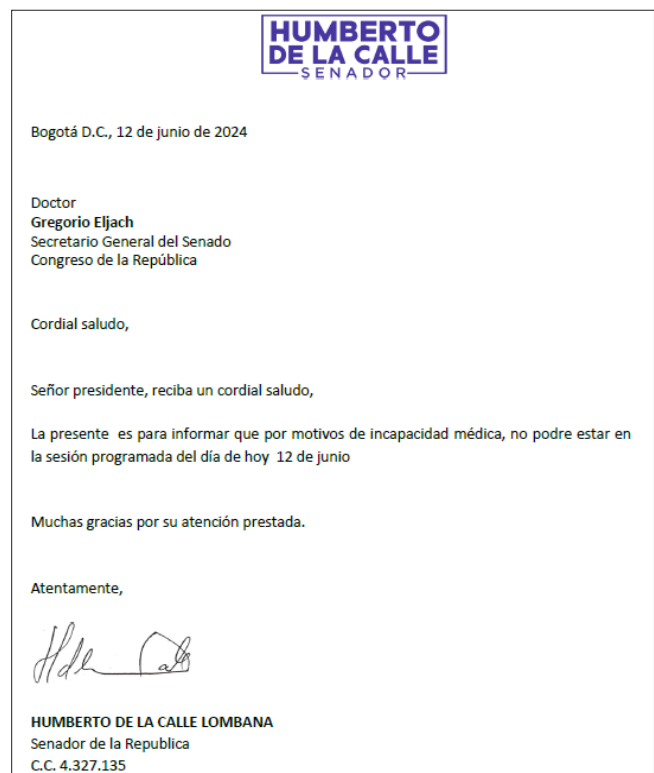 HUMBERTO
DE LA CALLE
SENADOR
Bogotá D.C., 12 de junio de 2024
Doctor
Gregorio Eljach
Secretario General del Senado
Congreso de la República
Cordial saludo,
Señor presidente, reciba un cordial saludo,
La presente es para informar que por motivos de incapacidad médica, no podre estar en
la sesión programada del día de hoy 12 de junio
Muchas gracias por su atención prestada.
Atentamente,
HUMBERTO DE LA CALLE LOMBANA
Senador de la Republica
C.C. 4.327.135